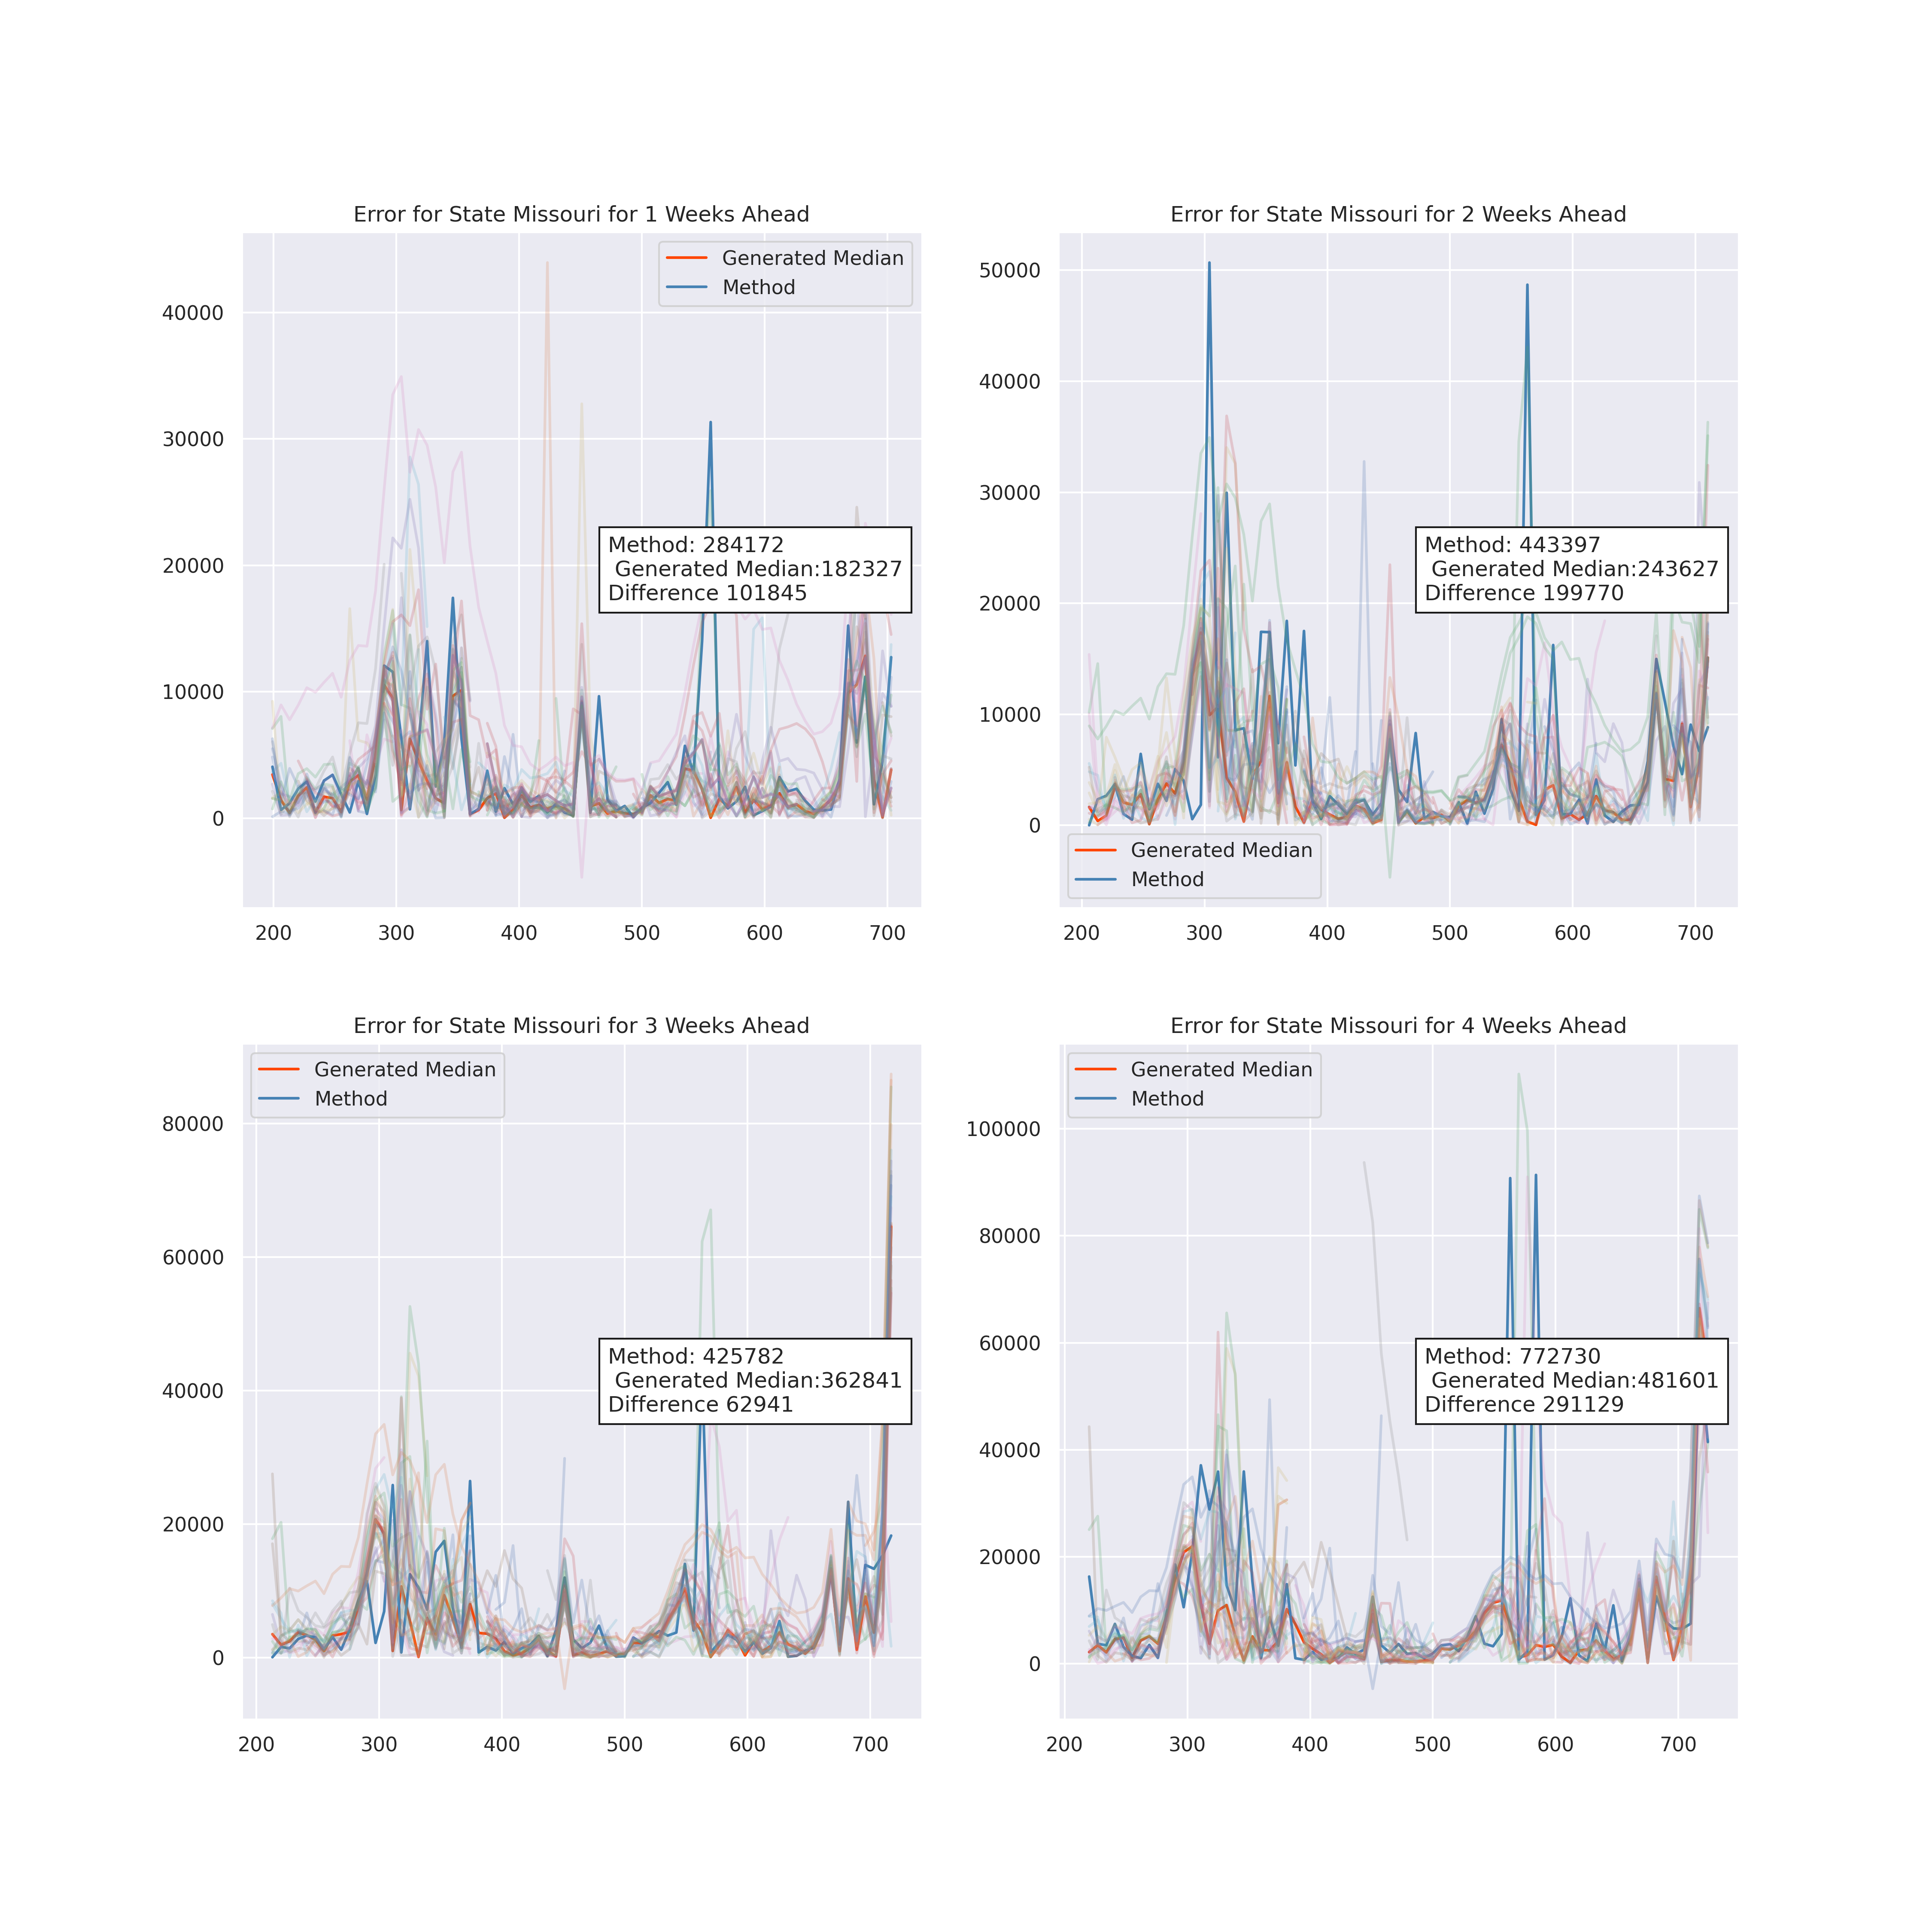 Error for State Missouri for 1 Weeks Ahead
Generated Median
Method
40000
30000
20000
10000
0
Method: 284172
Generated Median:182327
Difference 101845
200 300 400 500 600 700
Error for State Missouri for 2 Weeks Ahead
50000
40000
30000
20000
10000
0
Method: 443397
Generated Median:243627
Difference 199770
Generated Median
Method
200 300 400 500 600 700
Error for State Missouri for 3 Weeks Ahead
Generated Median
Method
80000
60000
40000
20000
0
Method: 425782
Generated Median:362841
Difference 62941
200 300 400 500 600 700
Error for State Missouri for 4 Weeks Ahead
Generated Median
Method
100000
80000
60000
40000
20000
0
Method: 772730
Generated Median:481601
Difference 291129
200 300 400 500 600 700